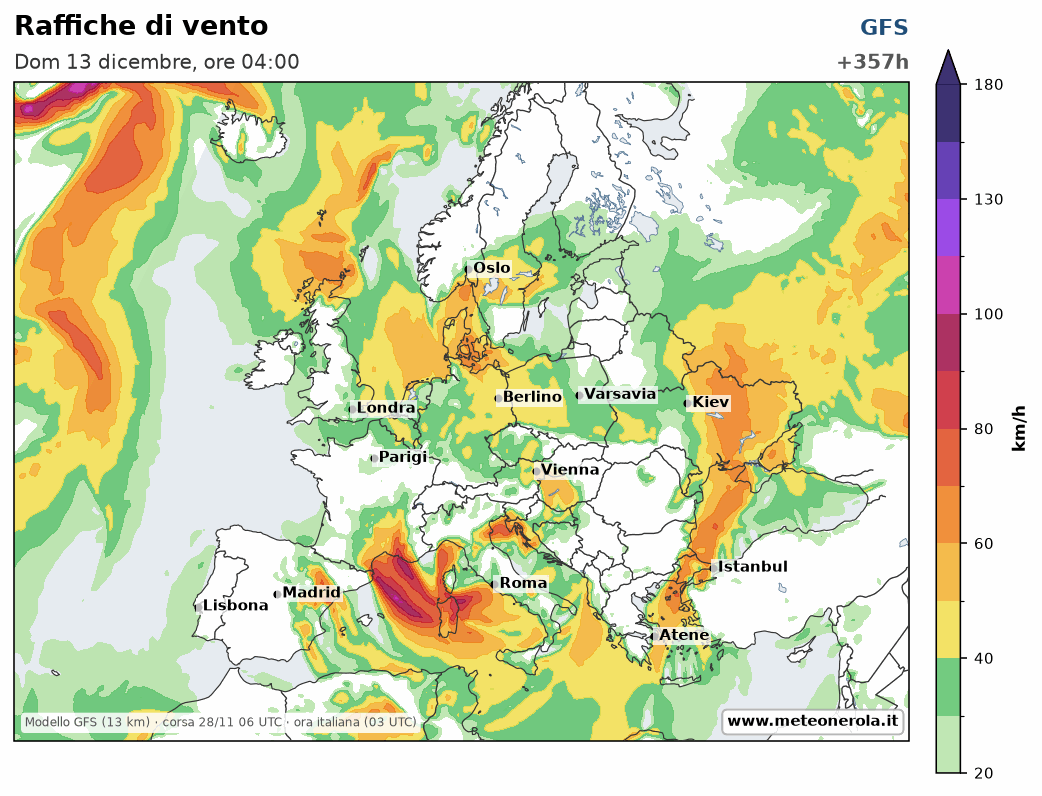 Raffiche di vento
GFS
Dom 13 dicembre, ore 04:00
+357h
180
130
100
80
60
40
20
km/h
Oslo
Berlino
Varsavia
Kiev
Londra
Parigi
Vienna
Istanbul
Roma
Madrid
Lisbona
Atene
Modello GFS (13 km) · corsa 28/11 06 UTC · ora italiana (03 UTC)
www.meteonerola.it